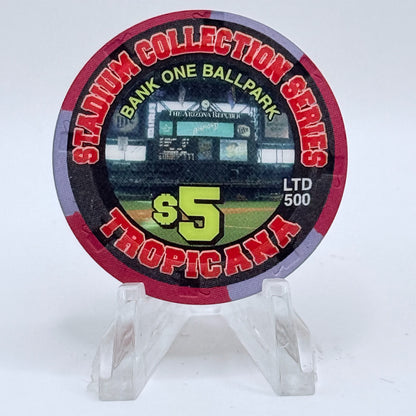 STADIUM COLLECTION SERIES
BANK ONE BALLPARK
THE ARIZONA REPUBLIC
$5
LTD
500
TROPICANA